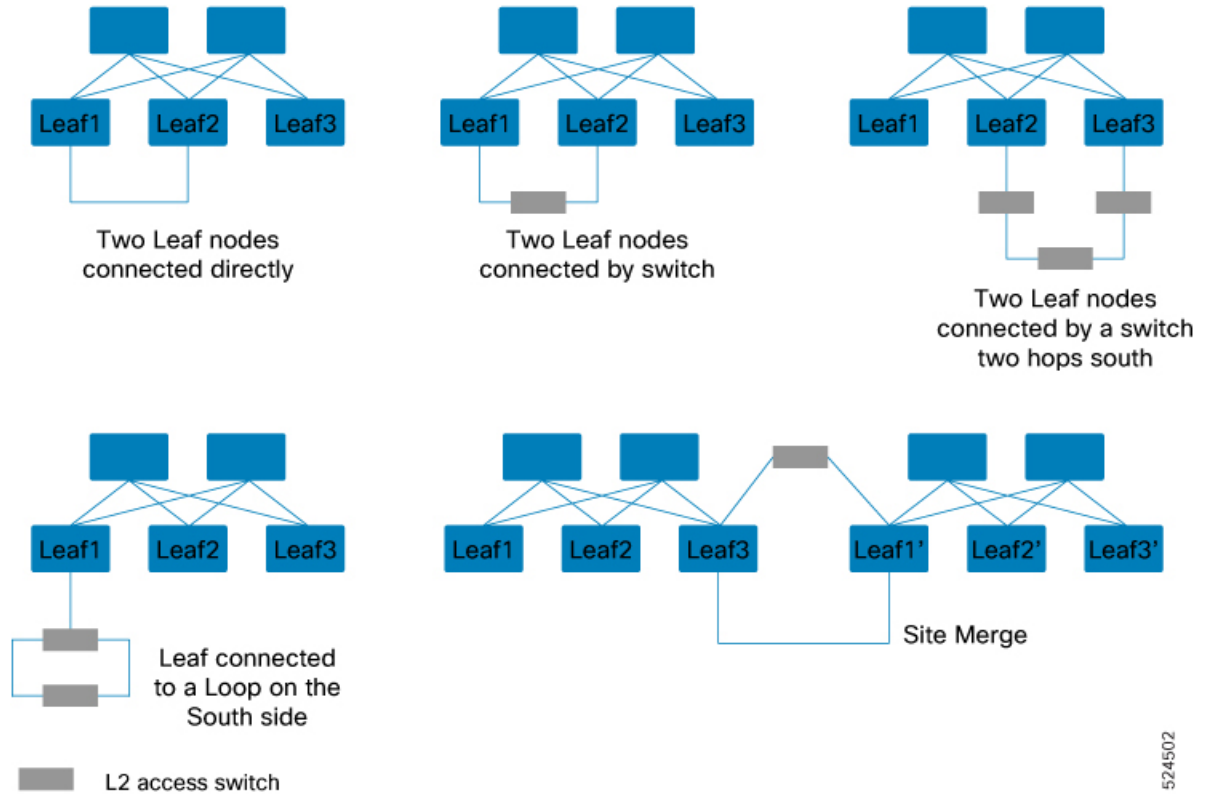 Leaf1 Leaf2 Leaf3
Leaf1 Leaf2 Leaf3
Leaf1 Leaf2 Leaf3
Two Leaf nodes
connected directly
Two Leaf nodes
connected by switch
Two Leaf nodes
connected by a switch
two hops south
Leaf1 Leaf2 Leaf3
Leaf connected
to a Loop on the
South side
Leaf1 Leaf2 Leaf3
Leaf1' Leaf2' Leaf3'
Site Merge
L2 access switch
524502